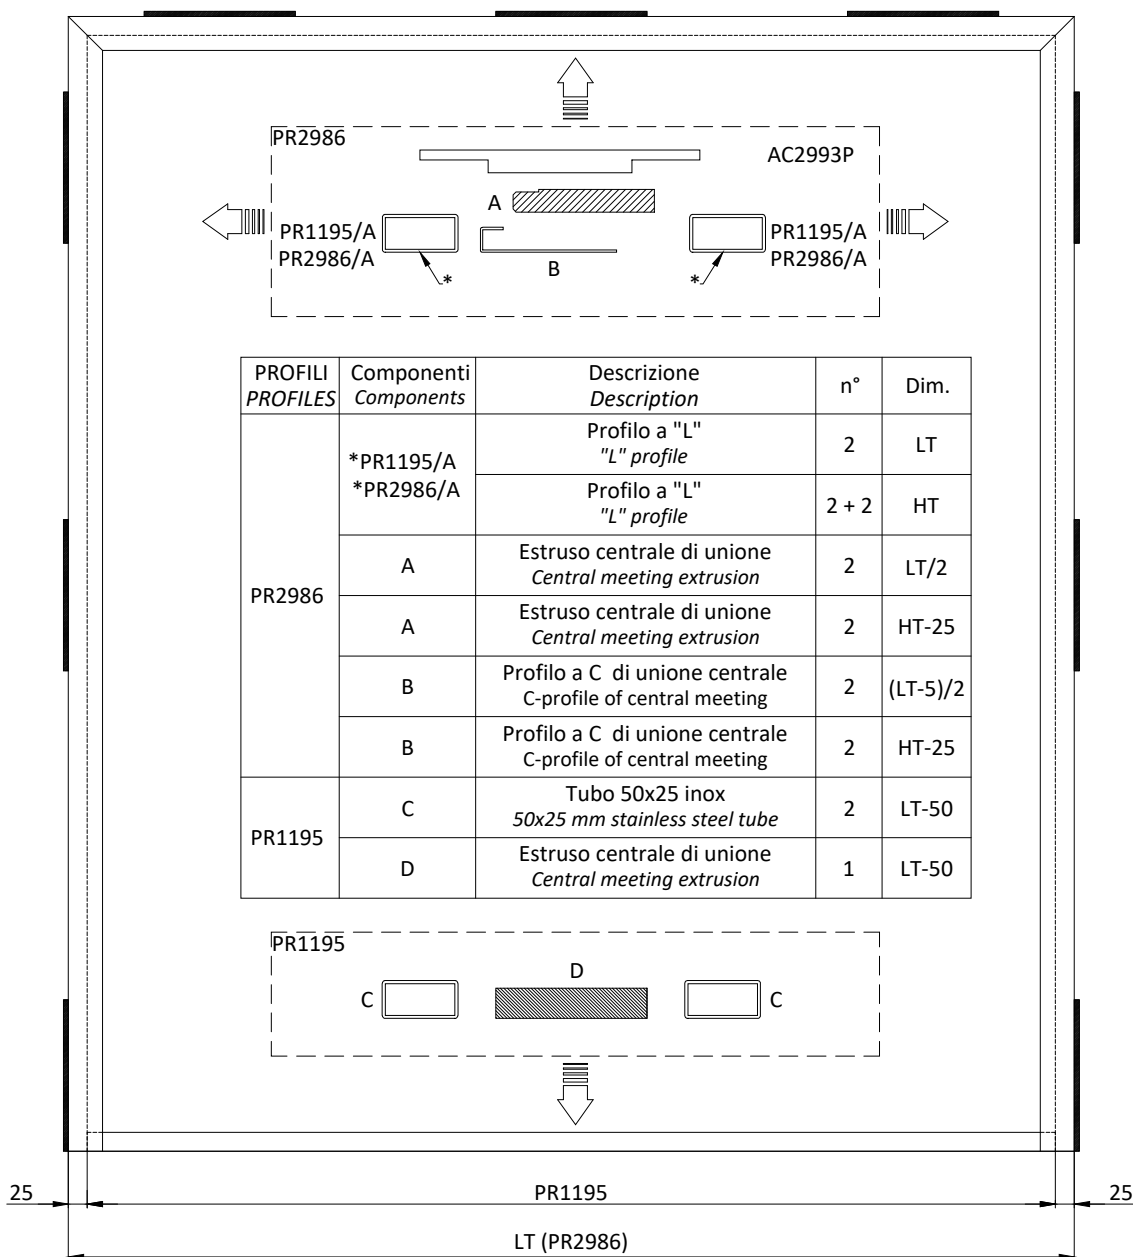 PR2986
AC2993P
A
PR1195/A
PR2986/A
*
B
*
PR1195/A
PR2986/A
PROFILI
PROFILES
Componenti
Components
Descrizione
Description
n°
Dim.
PR2986
*PR1195/A
*PR2986/A
Profilo a "L"
"L" profile
2
LT
Profilo a "L"
"L" profile
2 + 2
HT
A
Estruso centrale di unione
Central meeting extrusion
2
LT/2
A
Estruso centrale di unione
Central meeting extrusion
2
HT-25
B
Profilo a C di unione centrale
C-profile of central meeting
2
(LT-5)/2
B
Profilo a C di unione centrale
C-profile of central meeting
2
HT-25
PR1195
C
Tubo 50x25 inox
50x25 mm stainless steel tube
2
LT-50
D
Estruso centrale di unione
Central meeting extrusion
1
LT-50
PR1195
D
C
C
25
PR1195
25
LT (PR2986)